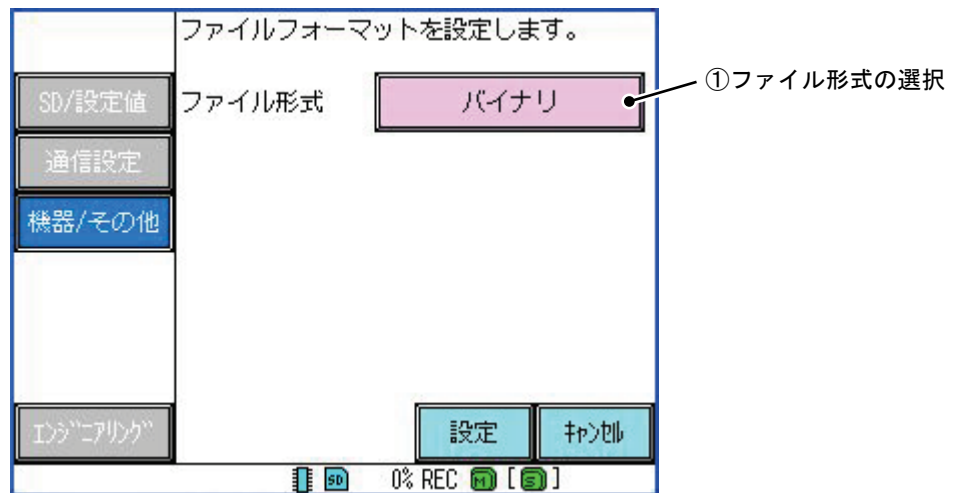 ファイルフォーマットを設定します。
①ファイル形式の選択
SD/設定値
ファイル形式
バイナリ
通信設定
機器/その他
ｴﾝｼﾞﾆｱﾘﾝｸﾞ
設定
ｷｬﾝｾﾙ
SD
0% REC M [S]